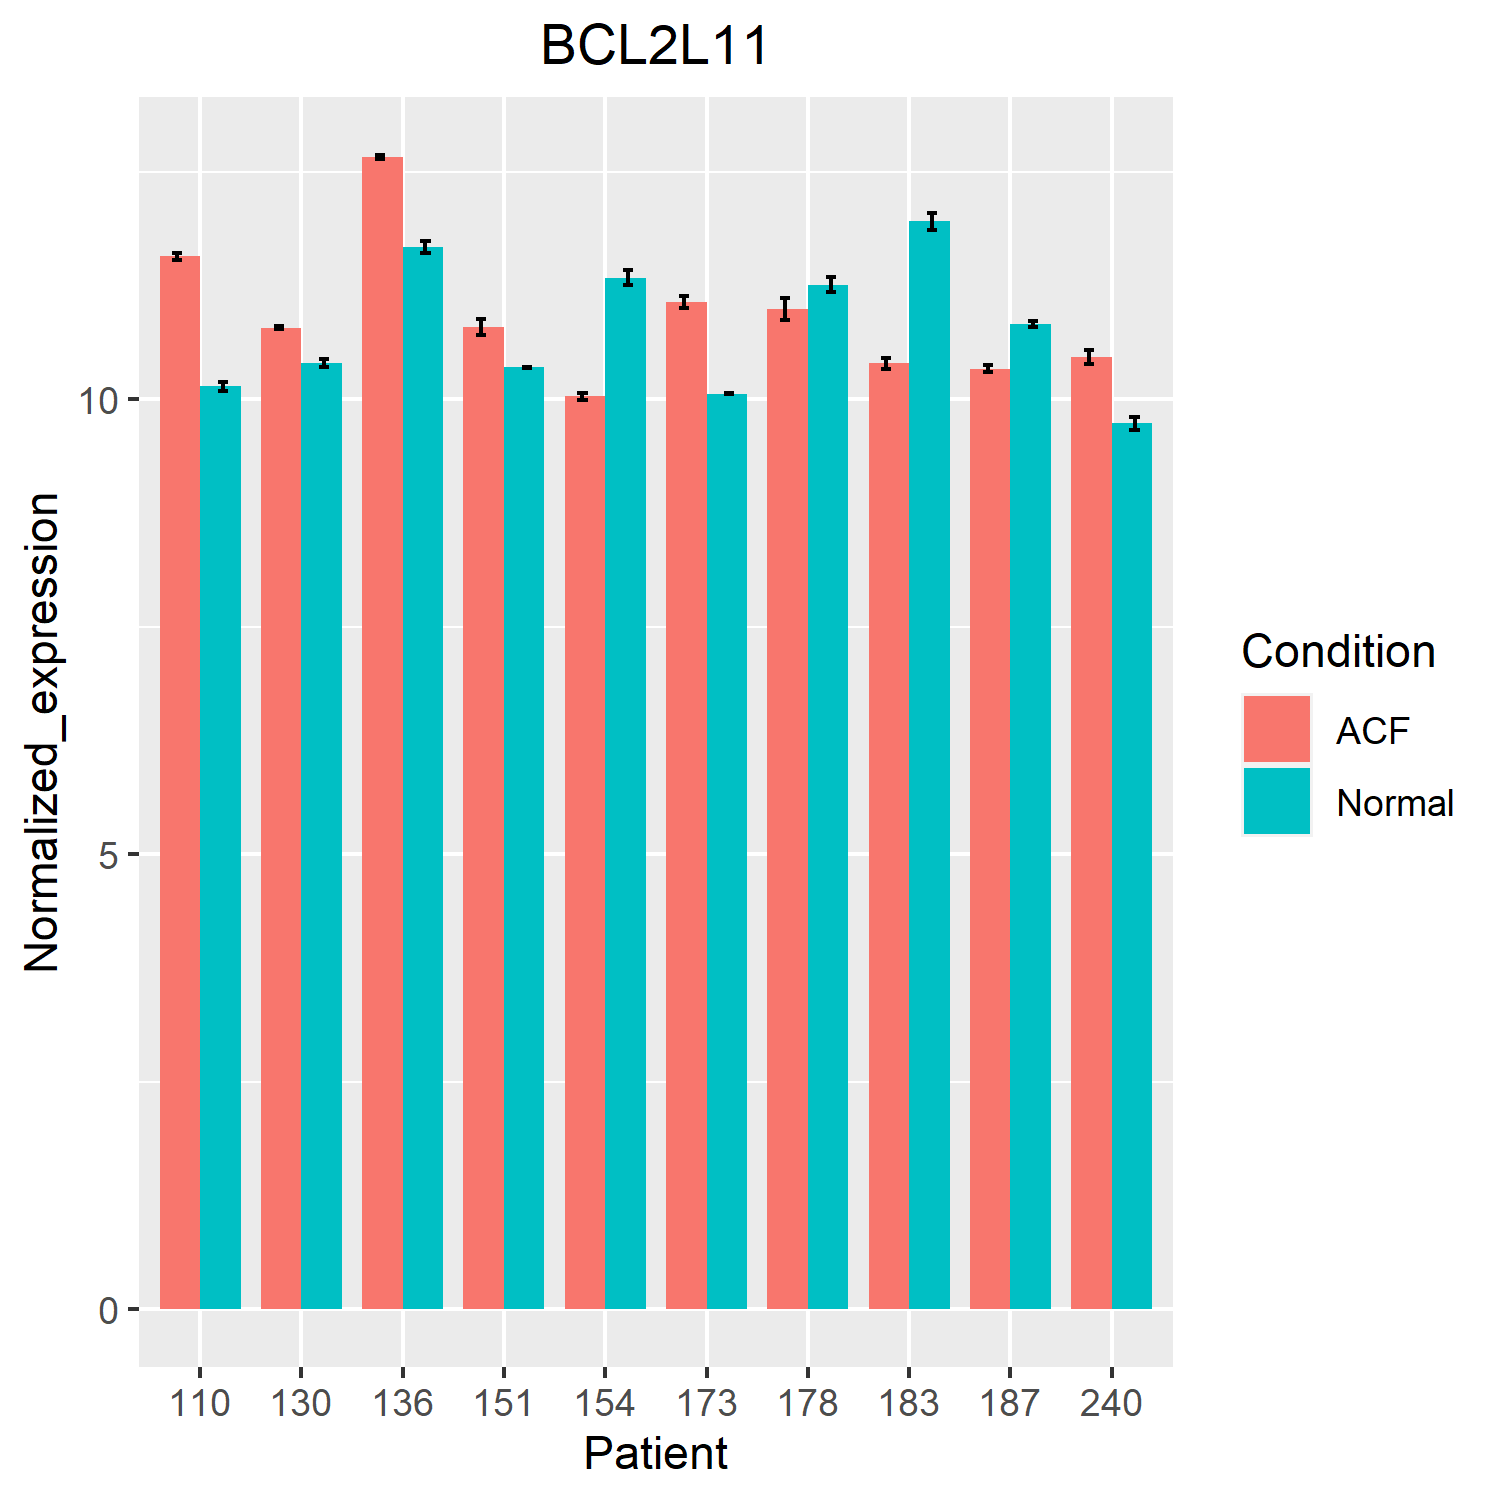 BCL2L11
Normalized_expression
10
5
0
110 130 136 151 154 173 178 183 187 240
Patient
Condition
ACF
Normal